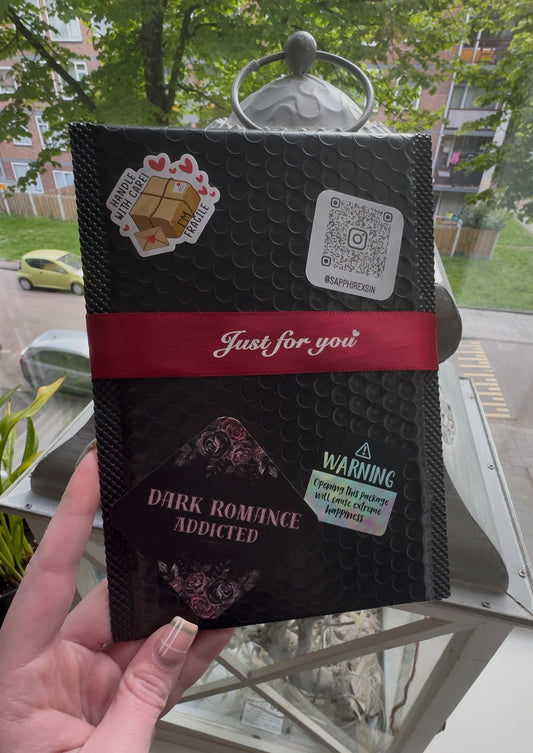 HANDLE
WITH CARE!
I'M
FRAGILE
@SAPPHIREXSIN
Just for you
DARK ROMANCE
ADDICTED
WARNING
Opening this package
will cause extreme
happiness